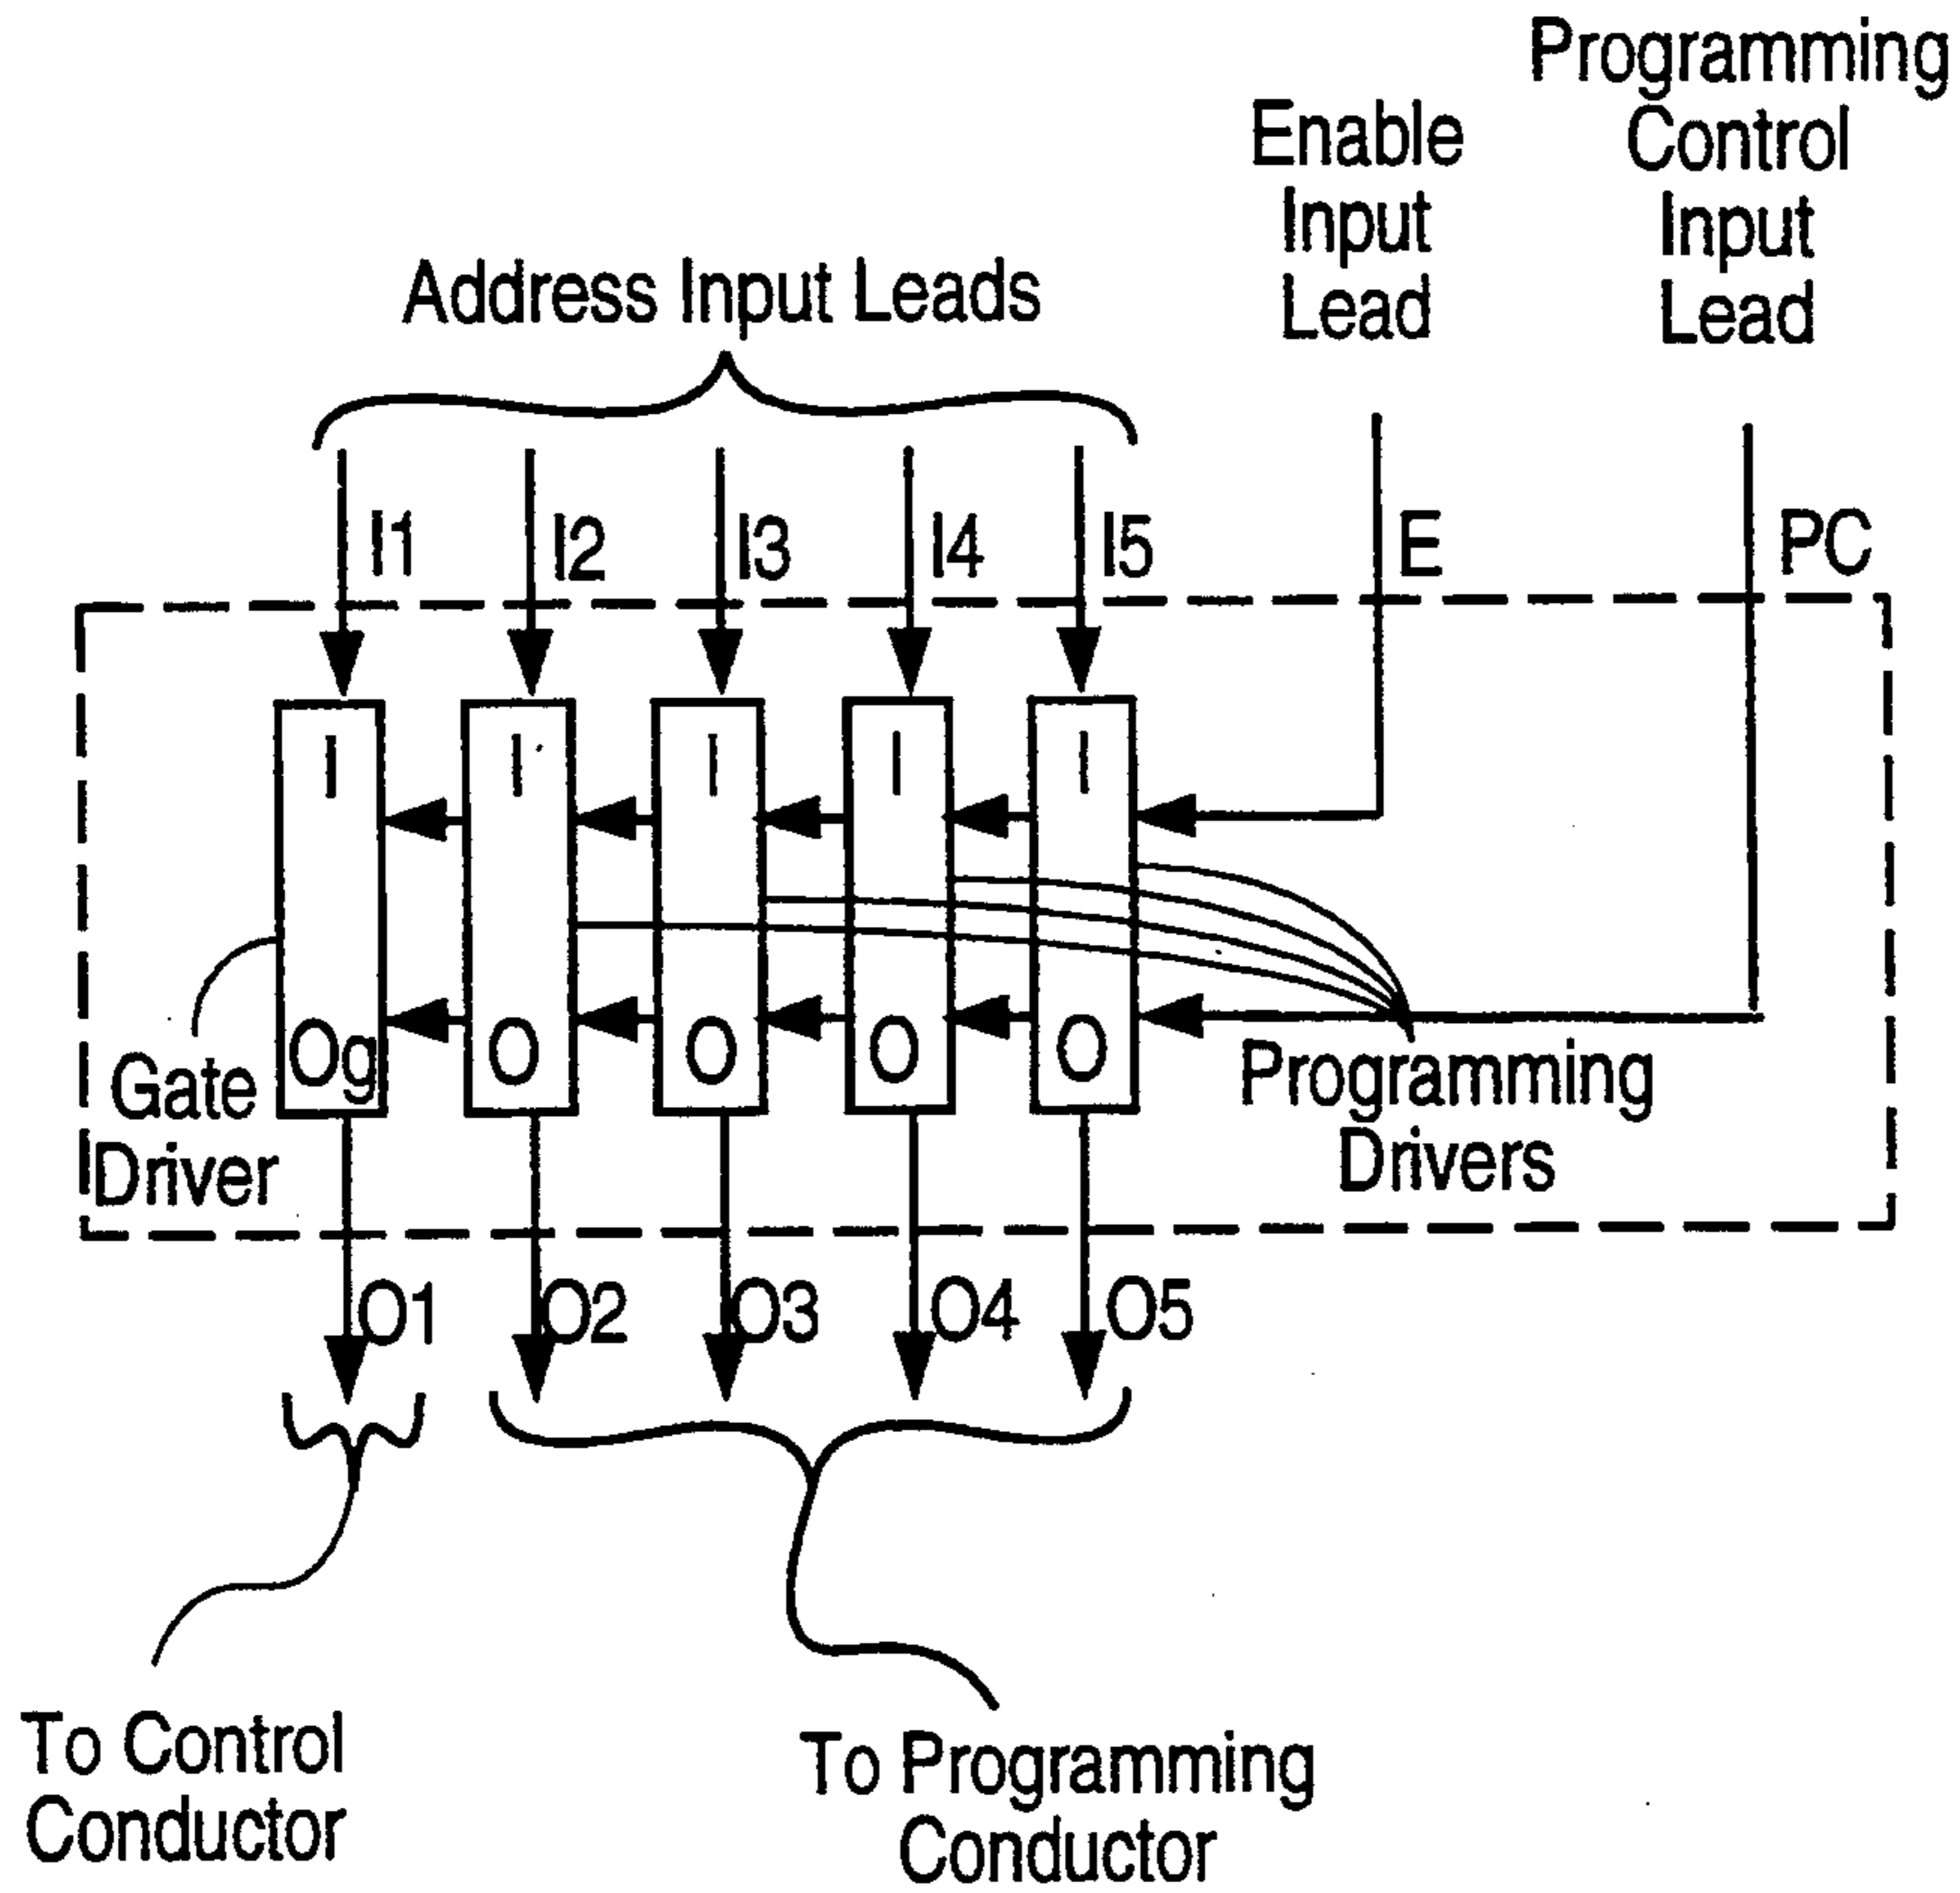 Programming
Control
Input
Lead
Enable
Input
Lead
Address Input Leads
I1
I2
I3
I4
I5
E
PC
I
I
I
I
I
Og
O
O
O
O
Gate
Driver
Programming
Drivers
O1
O2
O3
O4
O5
To Control
Conductor
To Programming
Conductor